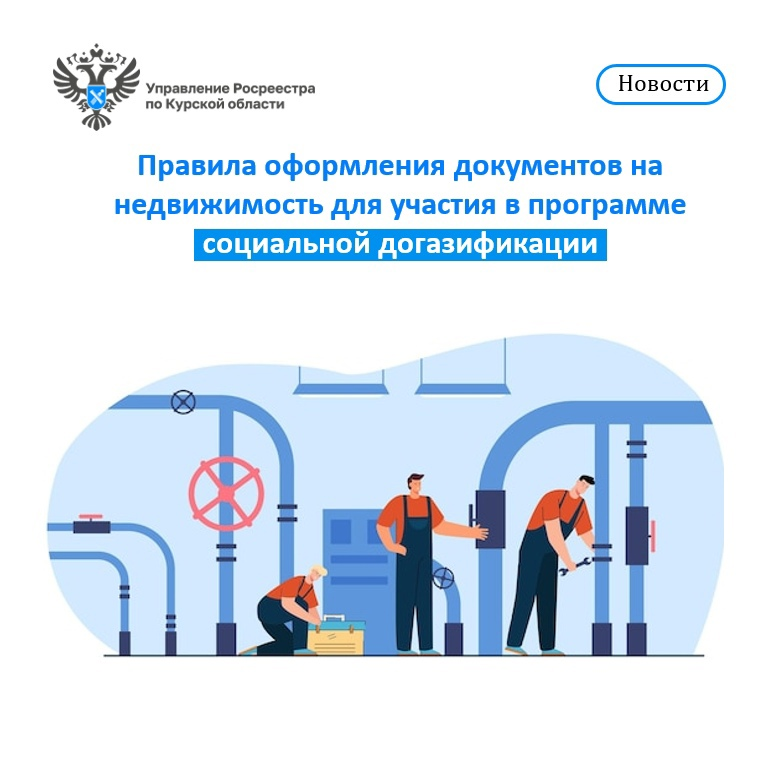 Управление Росреестра
по Курской области
Новости
Правила оформления документов на
недвижимость для участия в программе
социальной догазификации